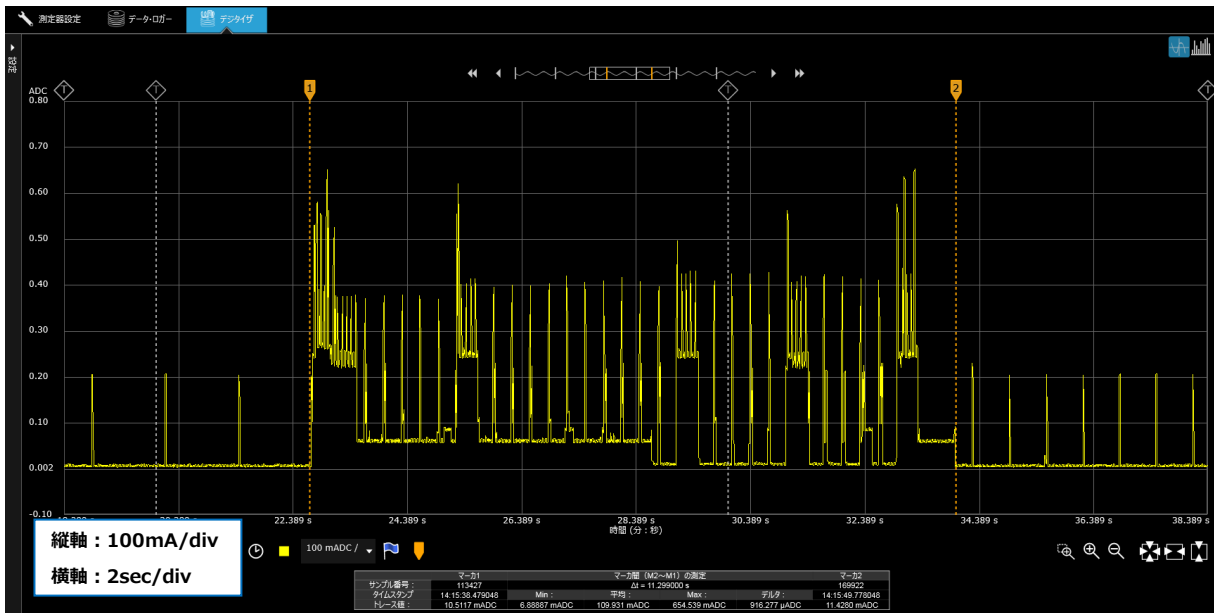 測定器設定 データ・ロガー デジタイザ
設定
ADC
T T 1 T 2 T
0.80
0.70
0.60
0.50
0.40
0.30
0.20
0.10
0.002
-0.10
22.389 s 24.389 s 26.389 s 28.389 s 30.389 s 32.389 s 34.389 s 36.389 s 38.389 s
時間 (分：秒)
縦軸：100mA/div
横軸：2sec/div
100 mADC /
マーカ1 マーカ間（M2～M1）の測定 マーカ2
サンプル番号： 113427 Δt = 11.299000 s 169922
タイムスタンプ 14:15:38.479048 Min： 平均： Max： デルタ： 14:15:49.778048
トレース値： 10.5117 mADC 6.88887 mADC 109.931 mADC 654.539 mADC 916.277 μADC 11.4280 mADC